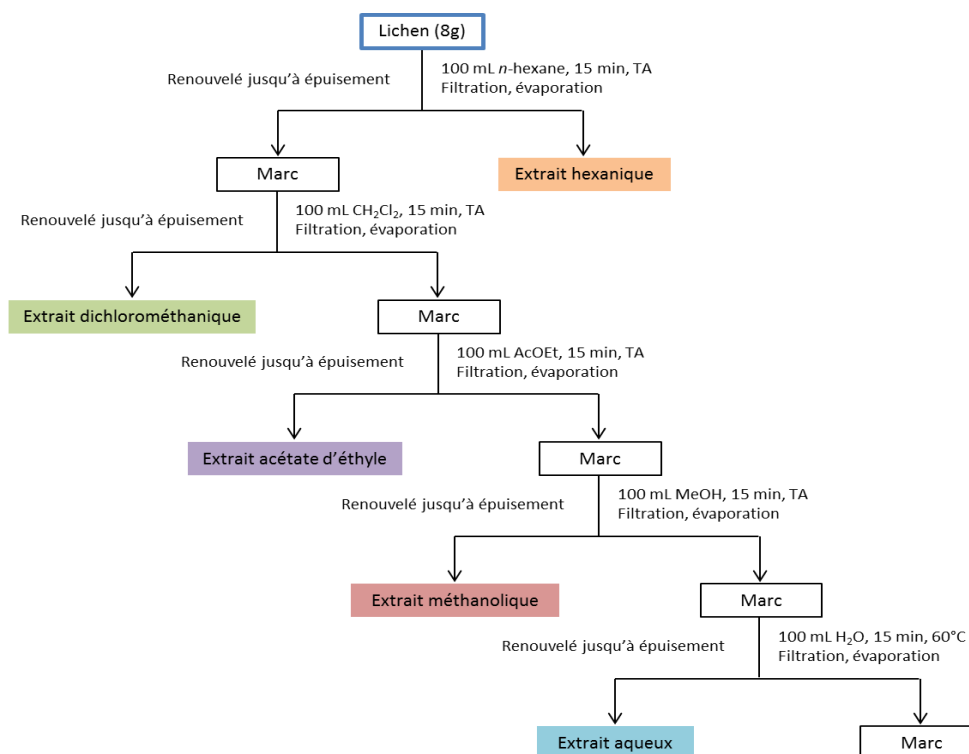 Lichen (8g)
Renouvelé jusqu'à épuisement
100 mL n-hexane, 15 min, TA
Filtration, évaporation
Marc
Extrait hexanique
Renouvelé jusqu'à épuisement
100 mL CH₂Cl₂, 15 min, TA
Filtration, évaporation
Extrait dichlorométhanique
Marc
Renouvelé jusqu'à épuisement
100 mL AcOEt, 15 min, TA
Filtration, évaporation
Extrait acétate d'éthyle
Marc
Renouvelé jusqu'à épuisement
100 mL MeOH, 15 min, TA
Filtration, évaporation
Extrait méthanolique
Marc
Renouvelé jusqu'à épuisement
100 mL H₂O, 15 min, 60°C
Filtration, évaporation
Extrait aqueux
Marc